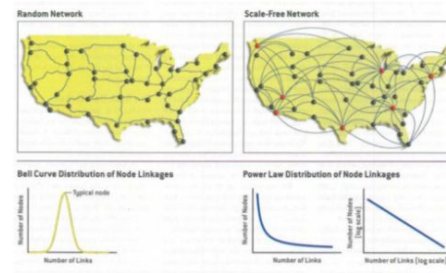 Random Network
Scale-Free Network
Bell Curve Distribution of Node Linkages
Power Law Distribution of Node Linkages
Typical node
Number of Nodes
Number of Links
Number of Nodes
Number of Links
Number of Nodes
[log scale]
Number of Links [log scale]